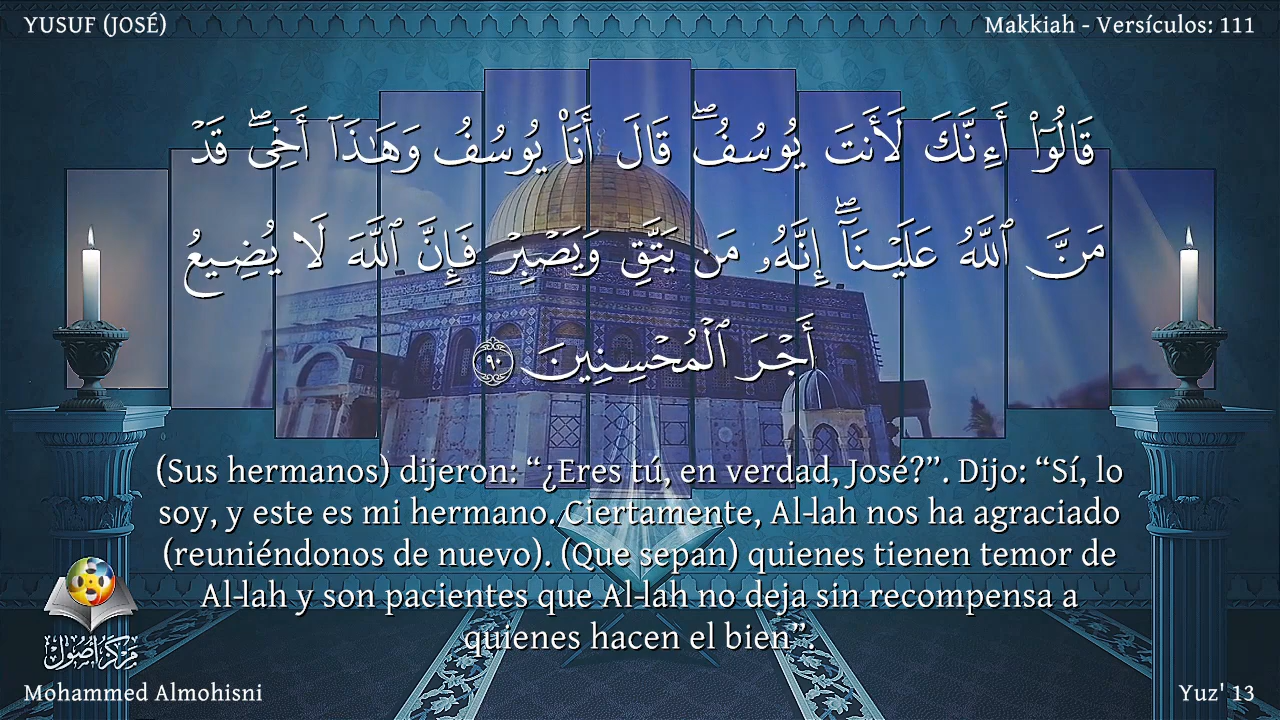 YUSUF (JOSÉ)
Makkiah - Versículos: 111
قَالُوٓا۟ أَءِنَّكَ لَأَنتَ يُوسُفُ ۖ قَالَ أَنَا۠ يُوسُفُ وَهَـٰذَآ أَخِى ۖ قَدْ
مَنَّ ٱللَّهُ عَلَيْنَآ ۖ إِنَّهُۥ مَن يَتَّقِ وَيَصْبِرْ فَإِنَّ ٱللَّهَ لَا يُضِيعُ
أَجْرَ ٱلْمُحْسِنِينَ ٩٠
(Sus hermanos) dijeron: “¿Eres tú, en verdad, José?”. Dijo: “Sí, lo
soy, y este es mi hermano. Ciertamente, Al-lah nos ha agraciado
(reuniéndonos de nuevo). (Que sepan) quienes tienen temor de
Al-lah y son pacientes que Al-lah no deja sin recompensa a
quienes hacen el bien”.
مركز أصول
Mohammed Almohisni
Yuz' 13